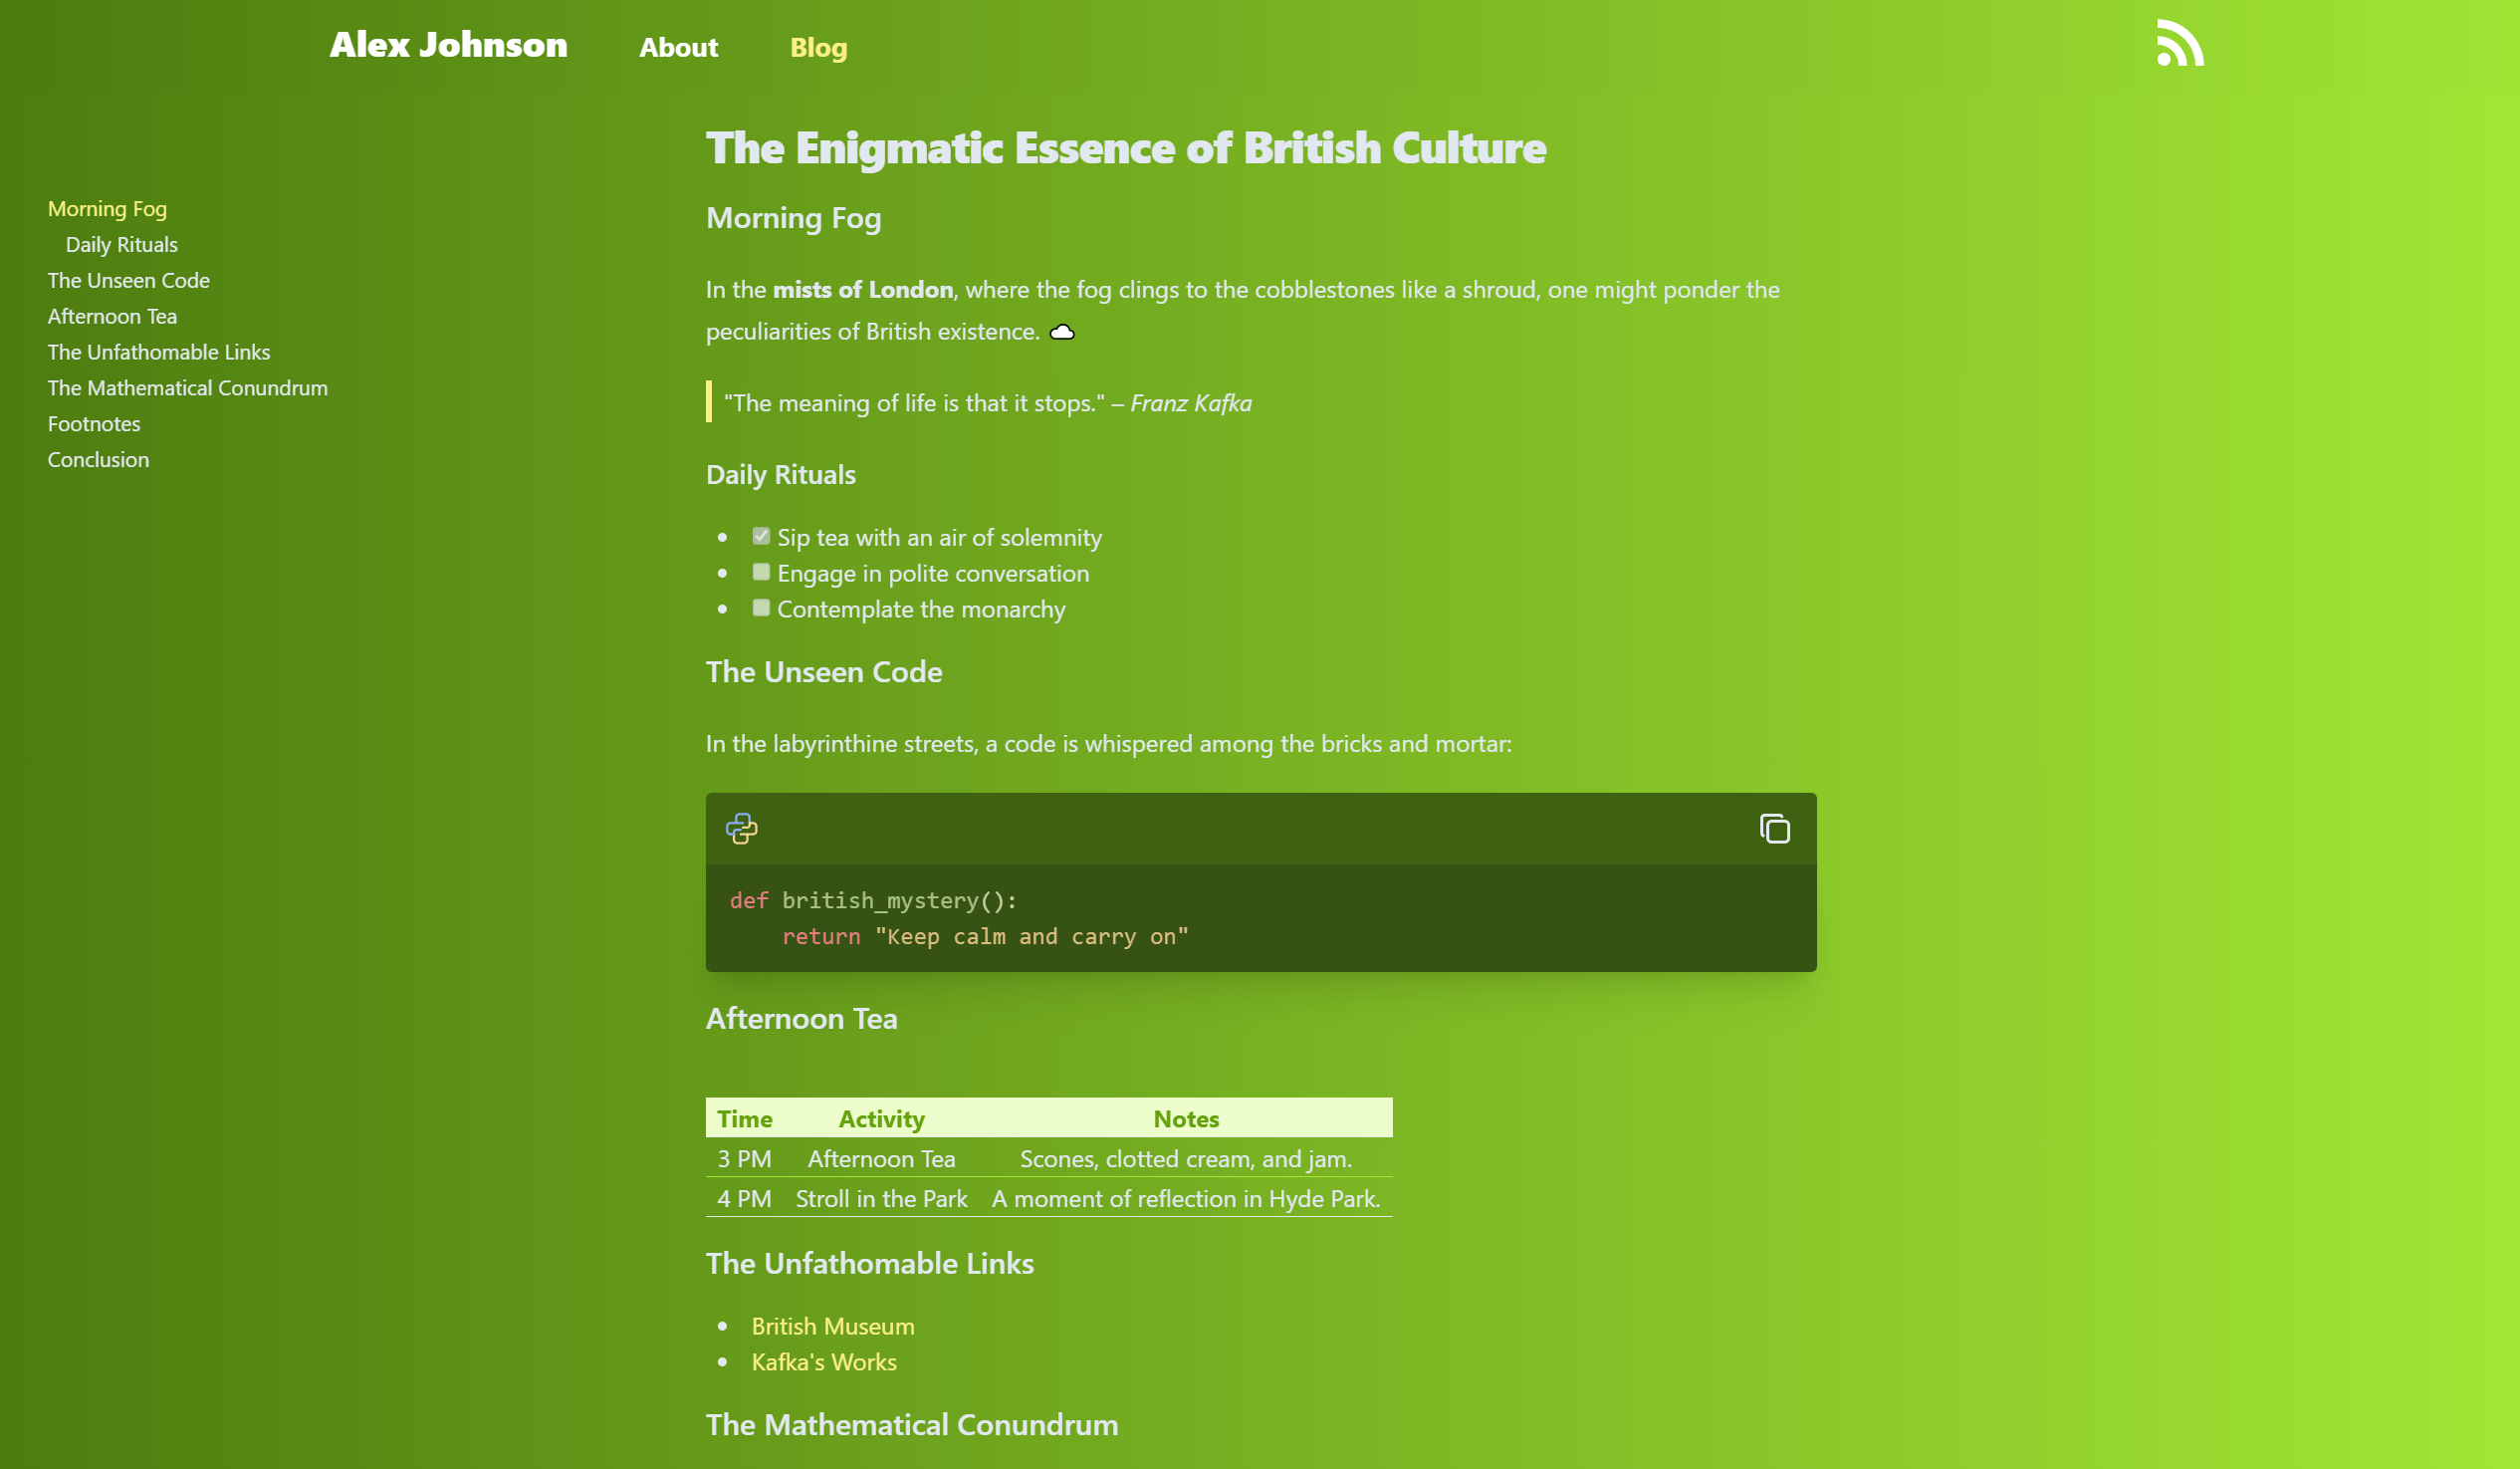 Alex Johnson
About
Blog
Morning Fog
Daily Rituals
The Unseen Code
Afternoon Tea
The Unfathomable Links
The Mathematical Conundrum
Footnotes
Conclusion
The Enigmatic Essence of British Culture
Morning Fog
In the mists of London, where the fog clings to the cobblestones like a shroud, one might ponder the
peculiarities of British existence.
"The meaning of life is that it stops." – Franz Kafka
Daily Rituals
Sip tea with an air of solemnity
Engage in polite conversation
Contemplate the monarchy
The Unseen Code
In the labyrinthine streets, a code is whispered among the bricks and mortar:
def british_mystery():
    return "Keep calm and carry on"
Afternoon Tea
Time Activity Notes
3 PM Afternoon Tea Scones, clotted cream, and jam.
4 PM Stroll in the Park A moment of reflection in Hyde Park.
The Unfathomable Links
British Museum
Kafka's Works
The Mathematical Conundrum